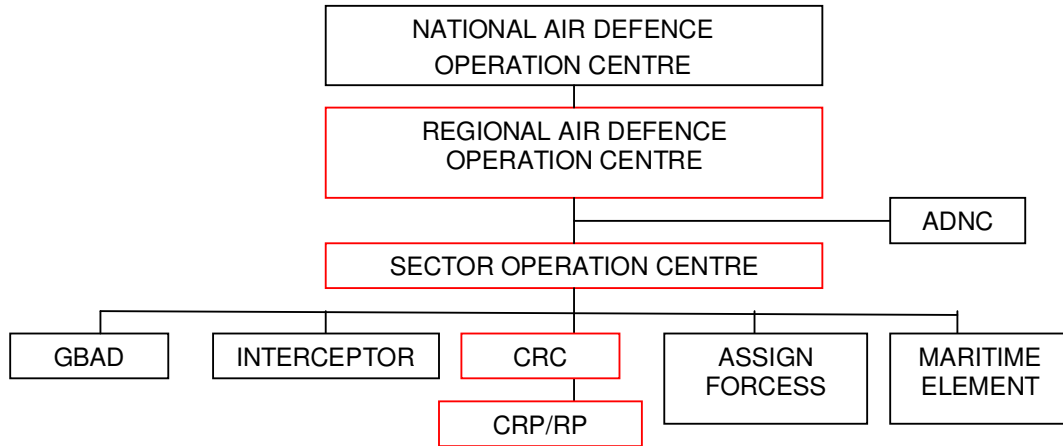 NATIONAL AIR DEFENCE
OPERATION CENTRE
REGIONAL AIR DEFENCE
OPERATION CENTRE
ADNC
SECTOR OPERATION CENTRE
GBAD
INTERCEPTOR
CRC
ASSIGN
FORCESS
MARITIME
ELEMENT
CRP/RP